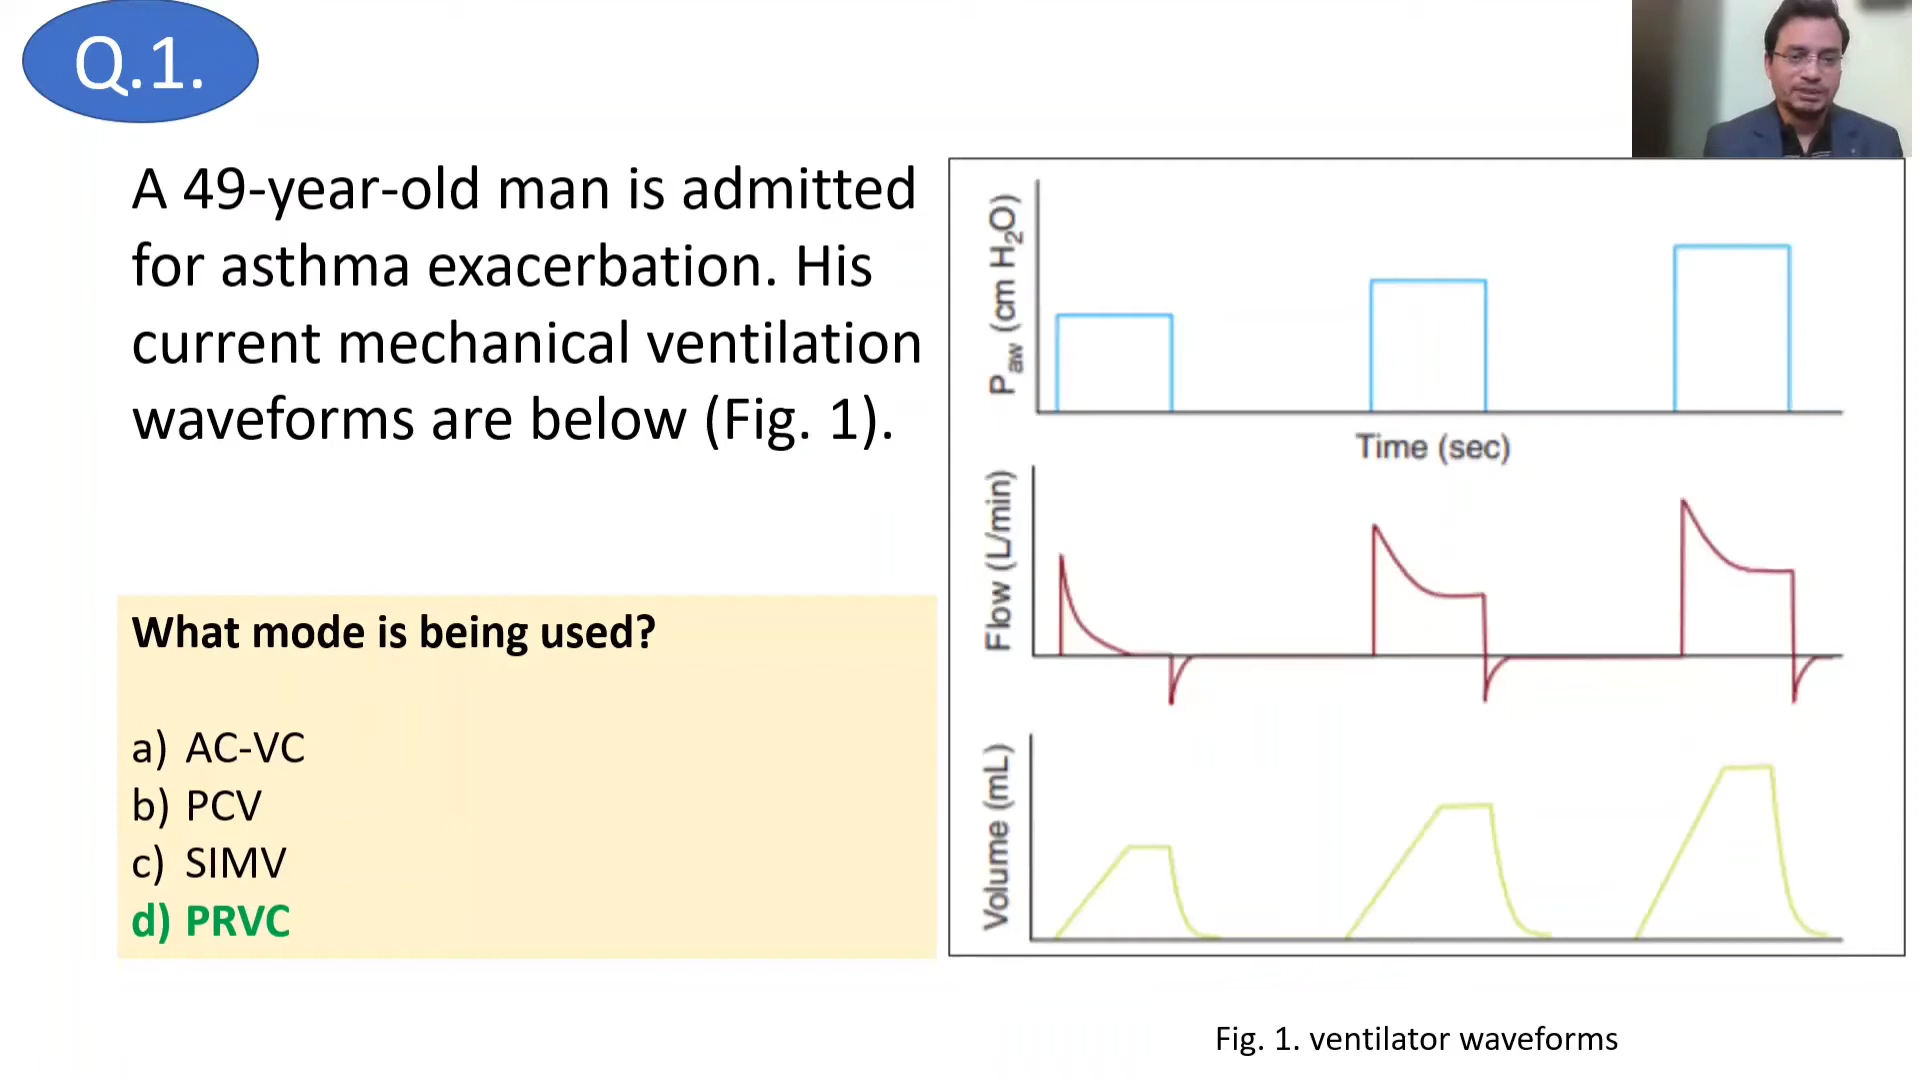 Q.1.
A 49-year-old man is admitted
for asthma exacerbation. His
current mechanical ventilation
waveforms are below (Fig. 1).
What mode is being used?
a) AC-VC
b) PCV
c) SIMV
d) PRVC
Paw (cm H2O)
Time (sec)
Flow (L/min)
Volume (mL)
Fig. 1. ventilator waveforms